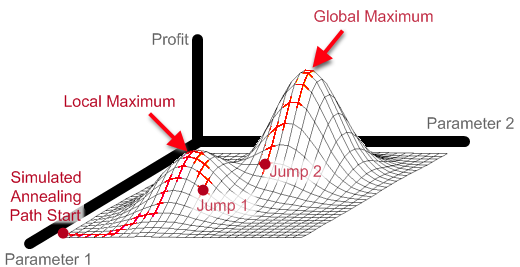 Global Maximum
Profit
Local Maximum
Parameter 2
Simulated
Annealing
Path Start
Jump 2
Jump 1
Parameter 1